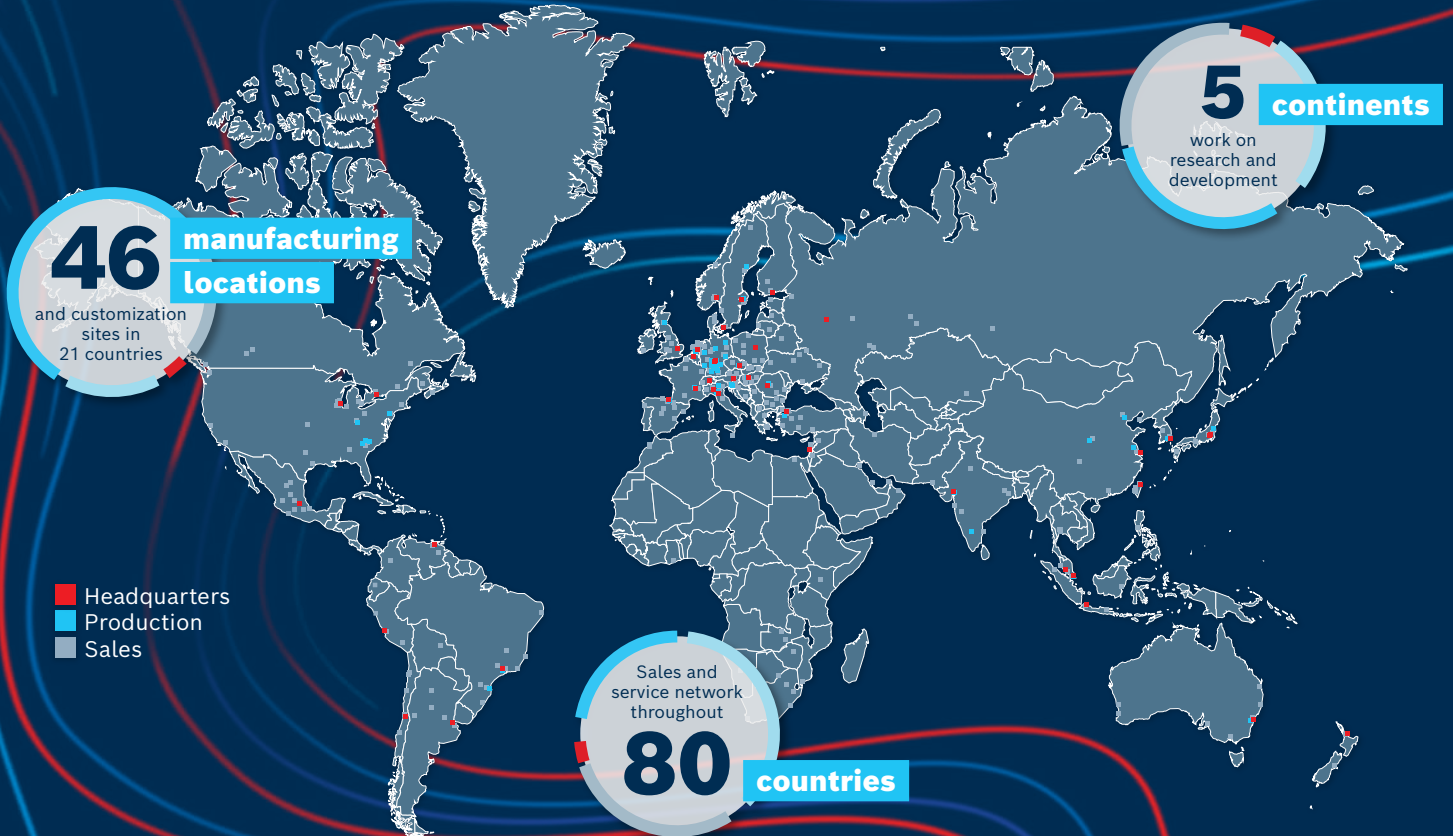 5
continents
work on
research and
development
46
manufacturing
locations
and customization
sites in
21 countries
Headquarters
Production
Sales
Sales and
service network
throughout
80
countries